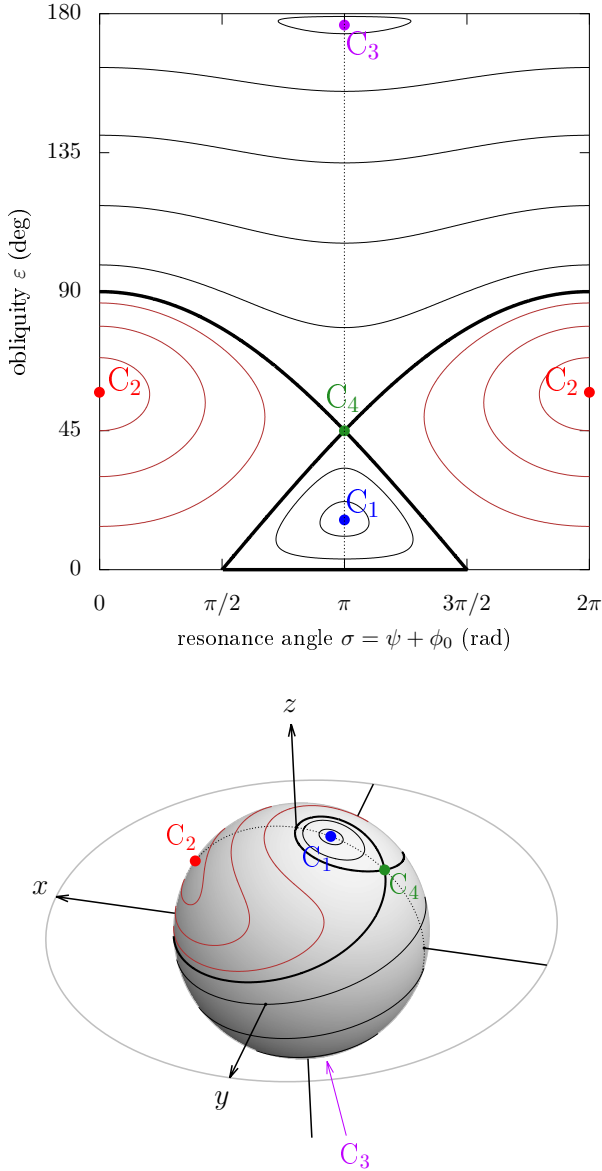 180
C₃
135
obliquity ε (deg)
90
C₂
C₂
C₄
45
C₁
0
0 π/2 π 3π/2 2π
resonance angle σ = ψ + ϕ₀ (rad)
z
C₂
C₁
x
C₄
y
C₃